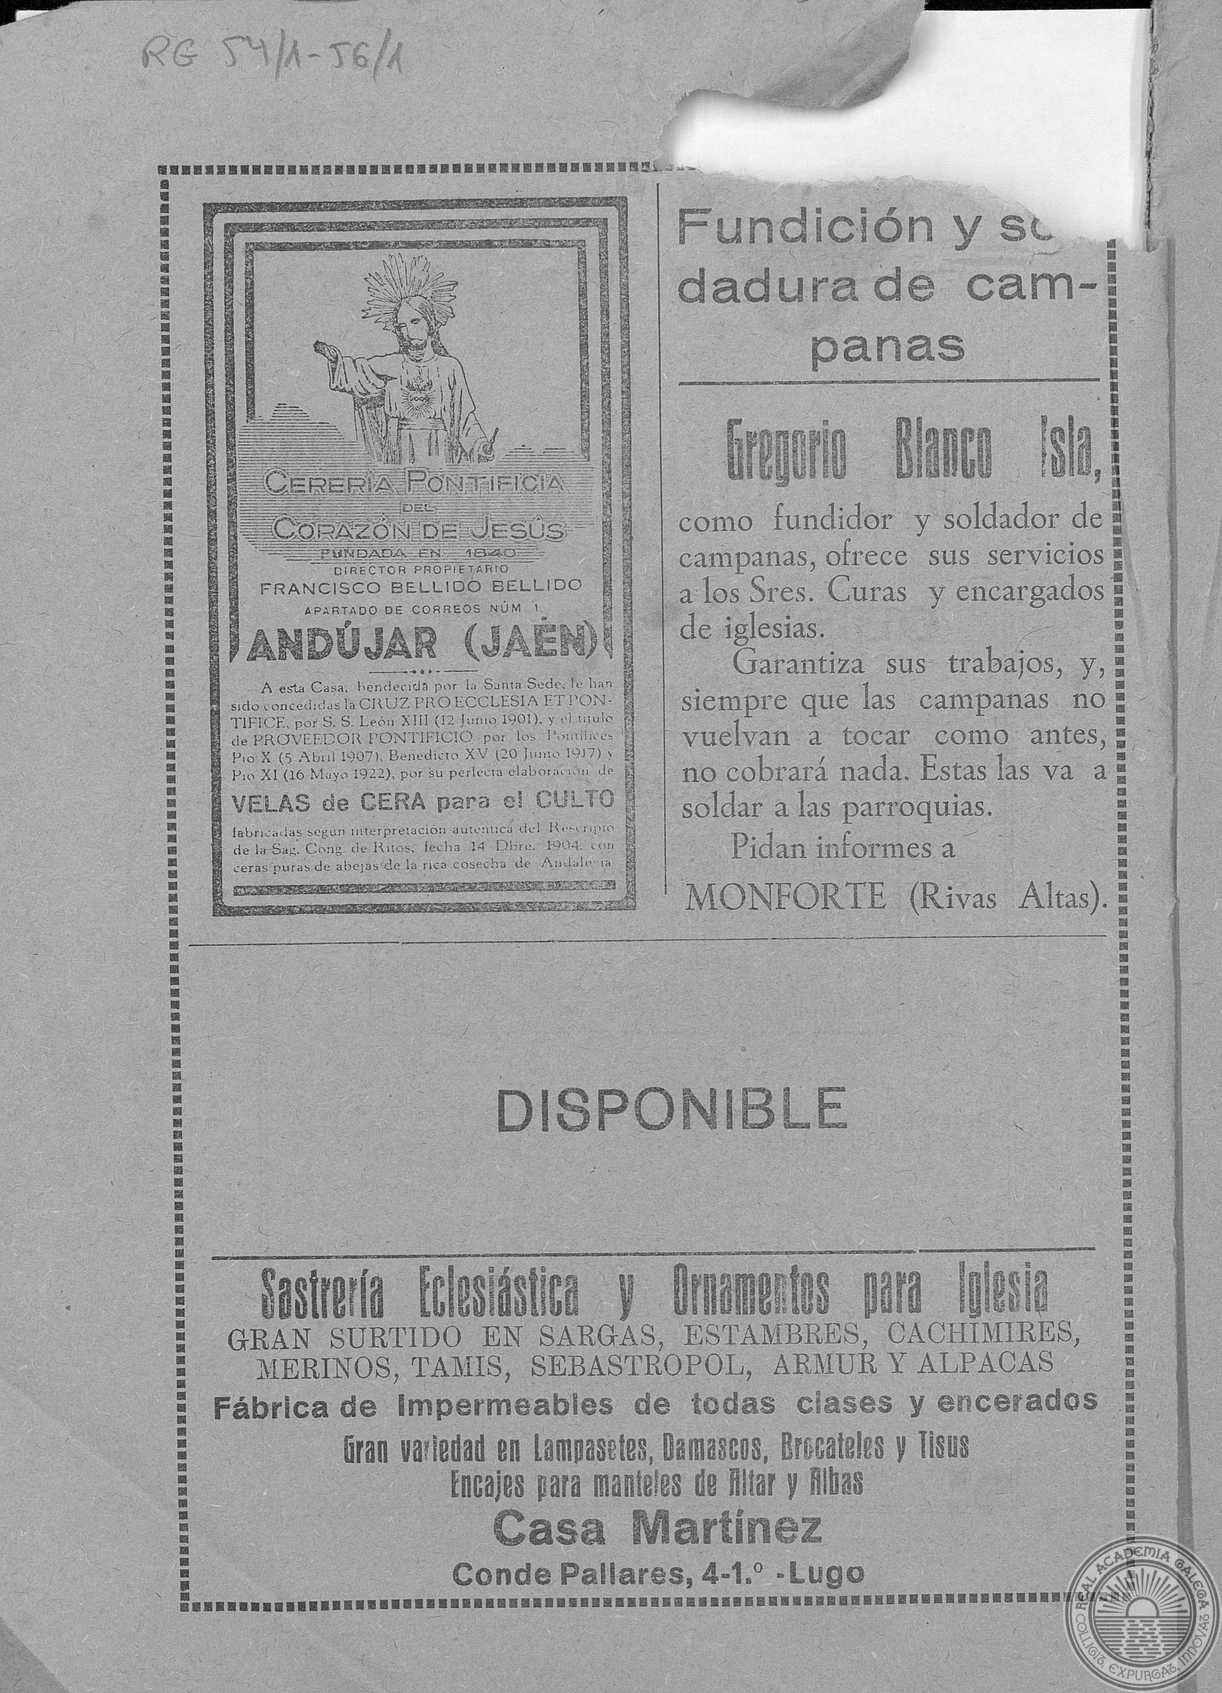 RG 54/1-56/1
CERERÍA PONTIFICIA
DEL
CORAZÓN DE JESÚS
FUNDADA EN 1840
DIRECTOR PROPIETARIO
FRANCISCO BELLIDO BELLIDO
APARTADO DE CORREOS NÚM 1
ANDÚJAR (JAÉN)
A esta Casa, bendecida por la Santa Sede, le han
sido concedidas la CRUZ PRO ECCLESIA ET PON-
TIFICE, por S. S. León XIII (12 Junio 1901), y el título
de PROVEEDOR PONTIFICIO por los Pontífices
Pío X (5 Abril 1907), Benedicto XV (20 Junio 1917) y
Pío XI (16 Mayo 1922), por su perfecta elaboración de
VELAS de CERA para el CULTO
fabricadas según interpretación auténtica del Rescripto
de la Sag. Cong. de Ritos, fecha 14 Dbre. 1904, con
ceras puras de abejas de la rica cosecha de Andalucía
Fundición y so
dadura de cam-
panas
Gregorio Blanco Isla,
como fundidor y soldador de
campanas, ofrece sus servicios
a los Sres. Curas y encargados
de iglesias.
Garantiza sus trabajos, y,
siempre que las campanas no
vuelvan a tocar como antes,
no cobrará nada. Estas las va a
soldar a las parroquias.
Pidan informes a
MONFORTE (Rivas Altas).
DISPONIBLE
Sastrería Eclesiástica y Ornamentos para Iglesia
GRAN SURTIDO EN SARGAS, ESTAMBRES, CACHIMIRES,
MERINOS, TAMIS, SEBASTROPOL, ARMUR Y ALPACAS
Fábrica de Impermeables de todas clases y encerados
Gran variedad en Lampasetes, Damascos, Brocateles y Tisus
Encajes para manteles de Altar y Albas
Casa Martínez
Conde Pallares, 4-1.º - Lugo
REAL ACADEMIA GALEGA
COLLIGIT, EXPURGAT, INNOVAT